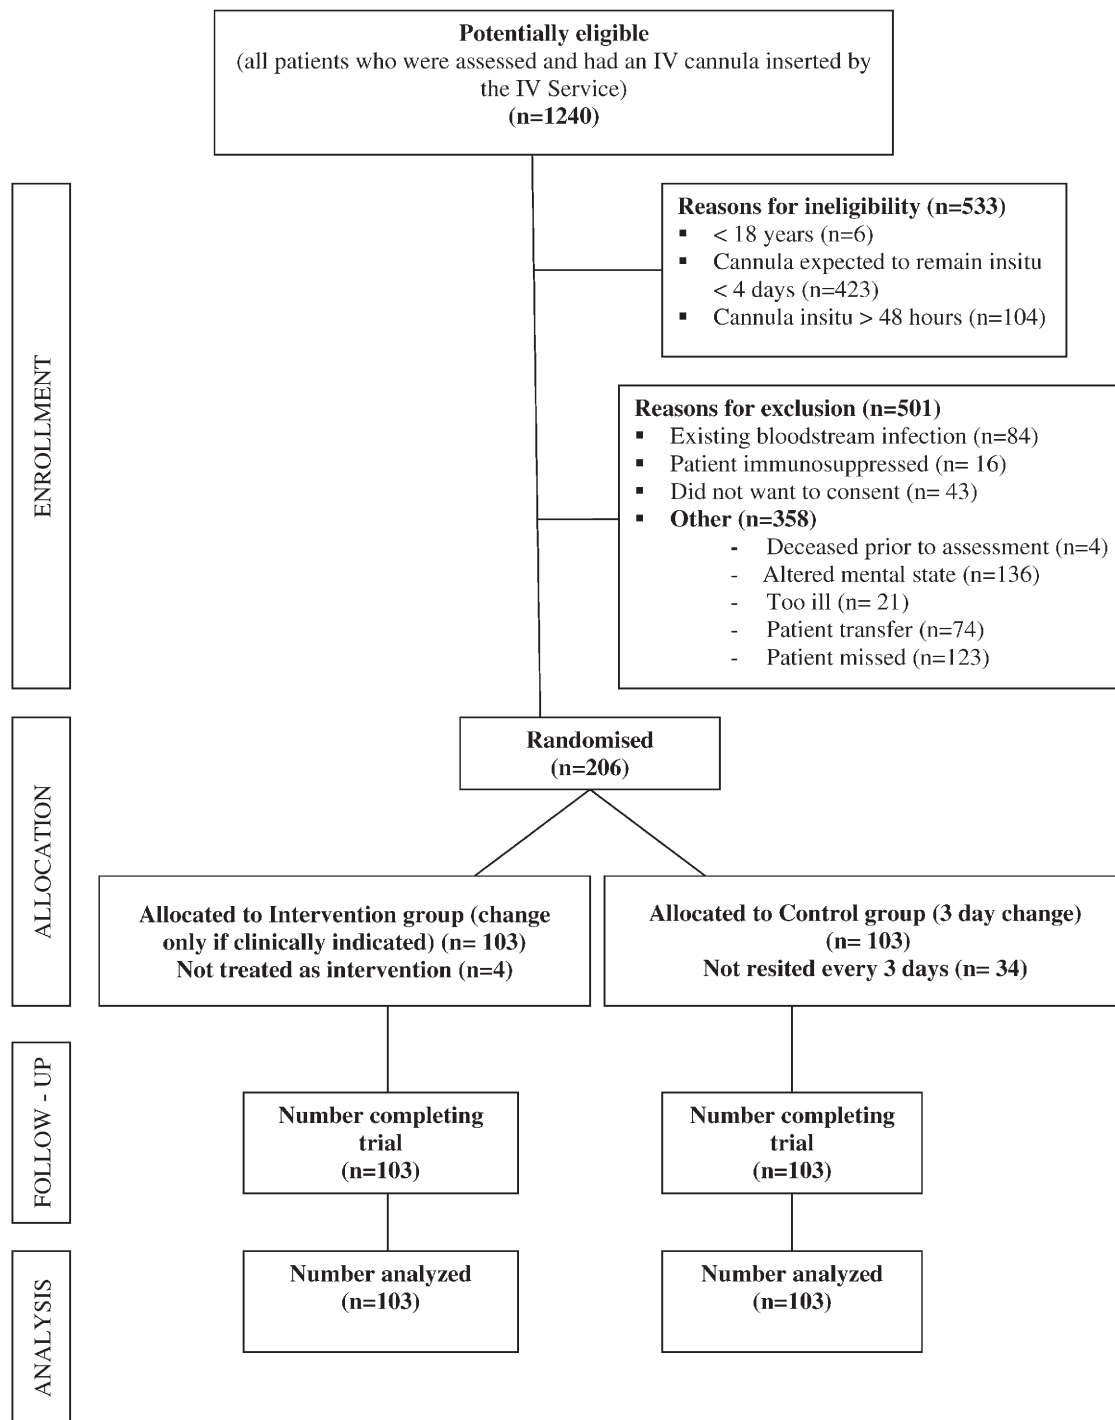 Potentially eligible
(all patients who were assessed and had an IV cannula inserted by
the IV Service)
(n=1240)
ENROLLMENT
Reasons for ineligibility (n=533)
▪ < 18 years (n=6)
▪ Cannula expected to remain insitu
< 4 days (n=423)
▪ Cannula insitu > 48 hours (n=104)
Reasons for exclusion (n=501)
▪ Existing bloodstream infection (n=84)
▪ Patient immunosuppressed (n= 16)
▪ Did not want to consent (n= 43)
▪ Other (n=358)
- Deceased prior to assessment (n=4)
- Altered mental state (n=136)
- Too ill (n= 21)
- Patient transfer (n=74)
- Patient missed (n=123)
ALLOCATION
Randomised
(n=206)
Allocated to Intervention group (change
only if clinically indicated) (n= 103)
Not treated as intervention (n=4)
Allocated to Control group (3 day change)
(n= 103)
Not resited every 3 days (n= 34)
FOLLOW - UP
Number completing
trial
(n=103)
Number completing
trial
(n=103)
ANALYSIS
Number analyzed
(n=103)
Number analyzed
(n=103)